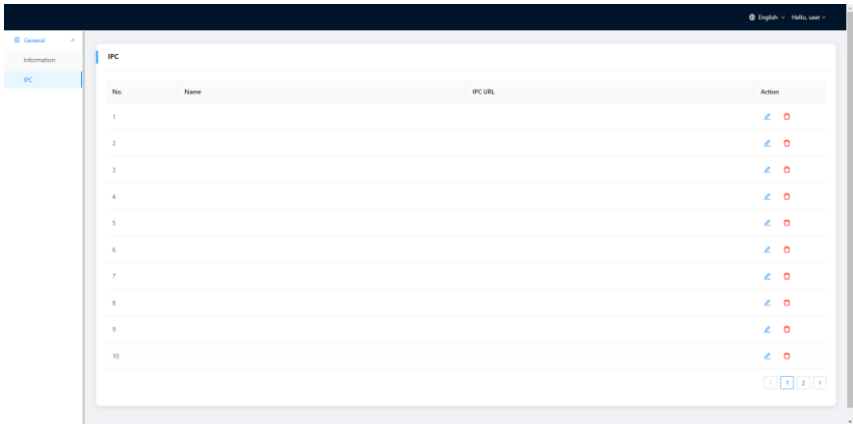 English Hello, user
General
Information
IPC
IPC
No. Name IPC URL Action
1
2
3
4
5
6
7
8
9
10
< 1 2 >